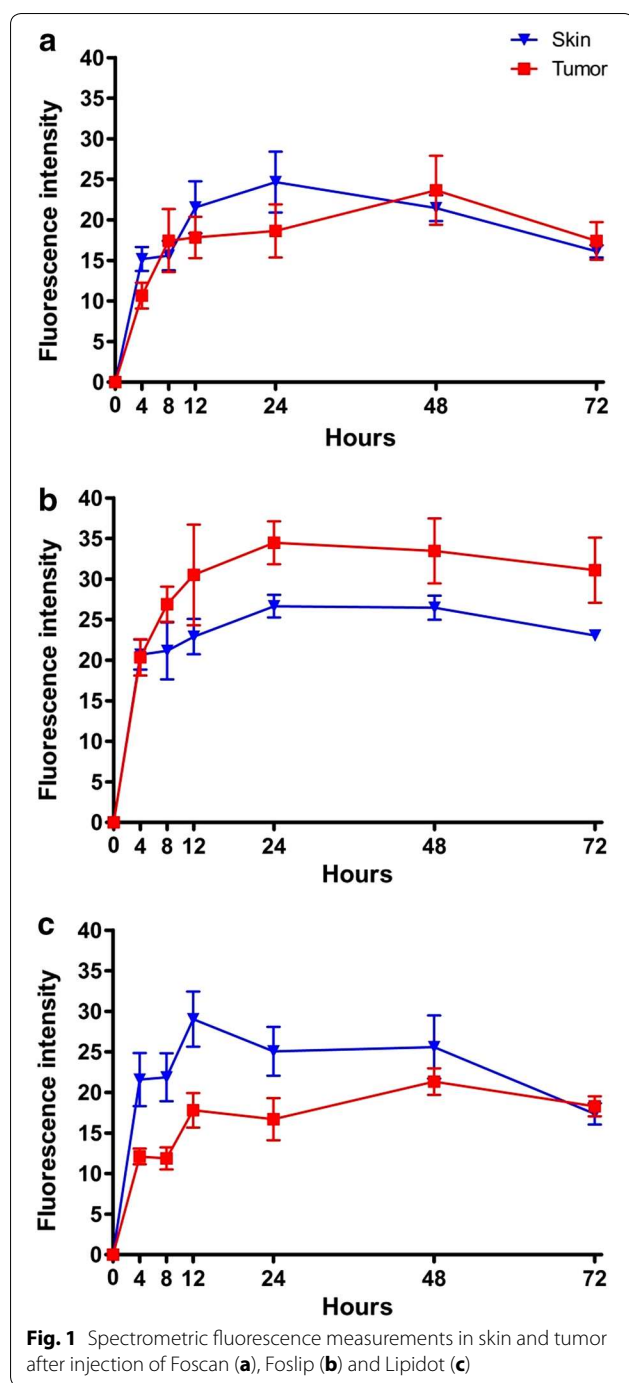 a
Skin
Tumor
40
35
30
25
20
15
10
5
0
Fluorescence intensity
0 4 8 12 24 48 72
Hours
b
40
35
30
25
20
15
10
5
0
Fluorescence intensity
0 4 8 12 24 48 72
Hours
c
40
35
30
25
20
15
10
5
0
Fluorescence intensity
0 4 8 12 24 48 72
Hours
Fig. 1 Spectrometric fluorescence measurements in skin and tumor
after injection of Foscan (a), Foslip (b) and Lipidot (c)